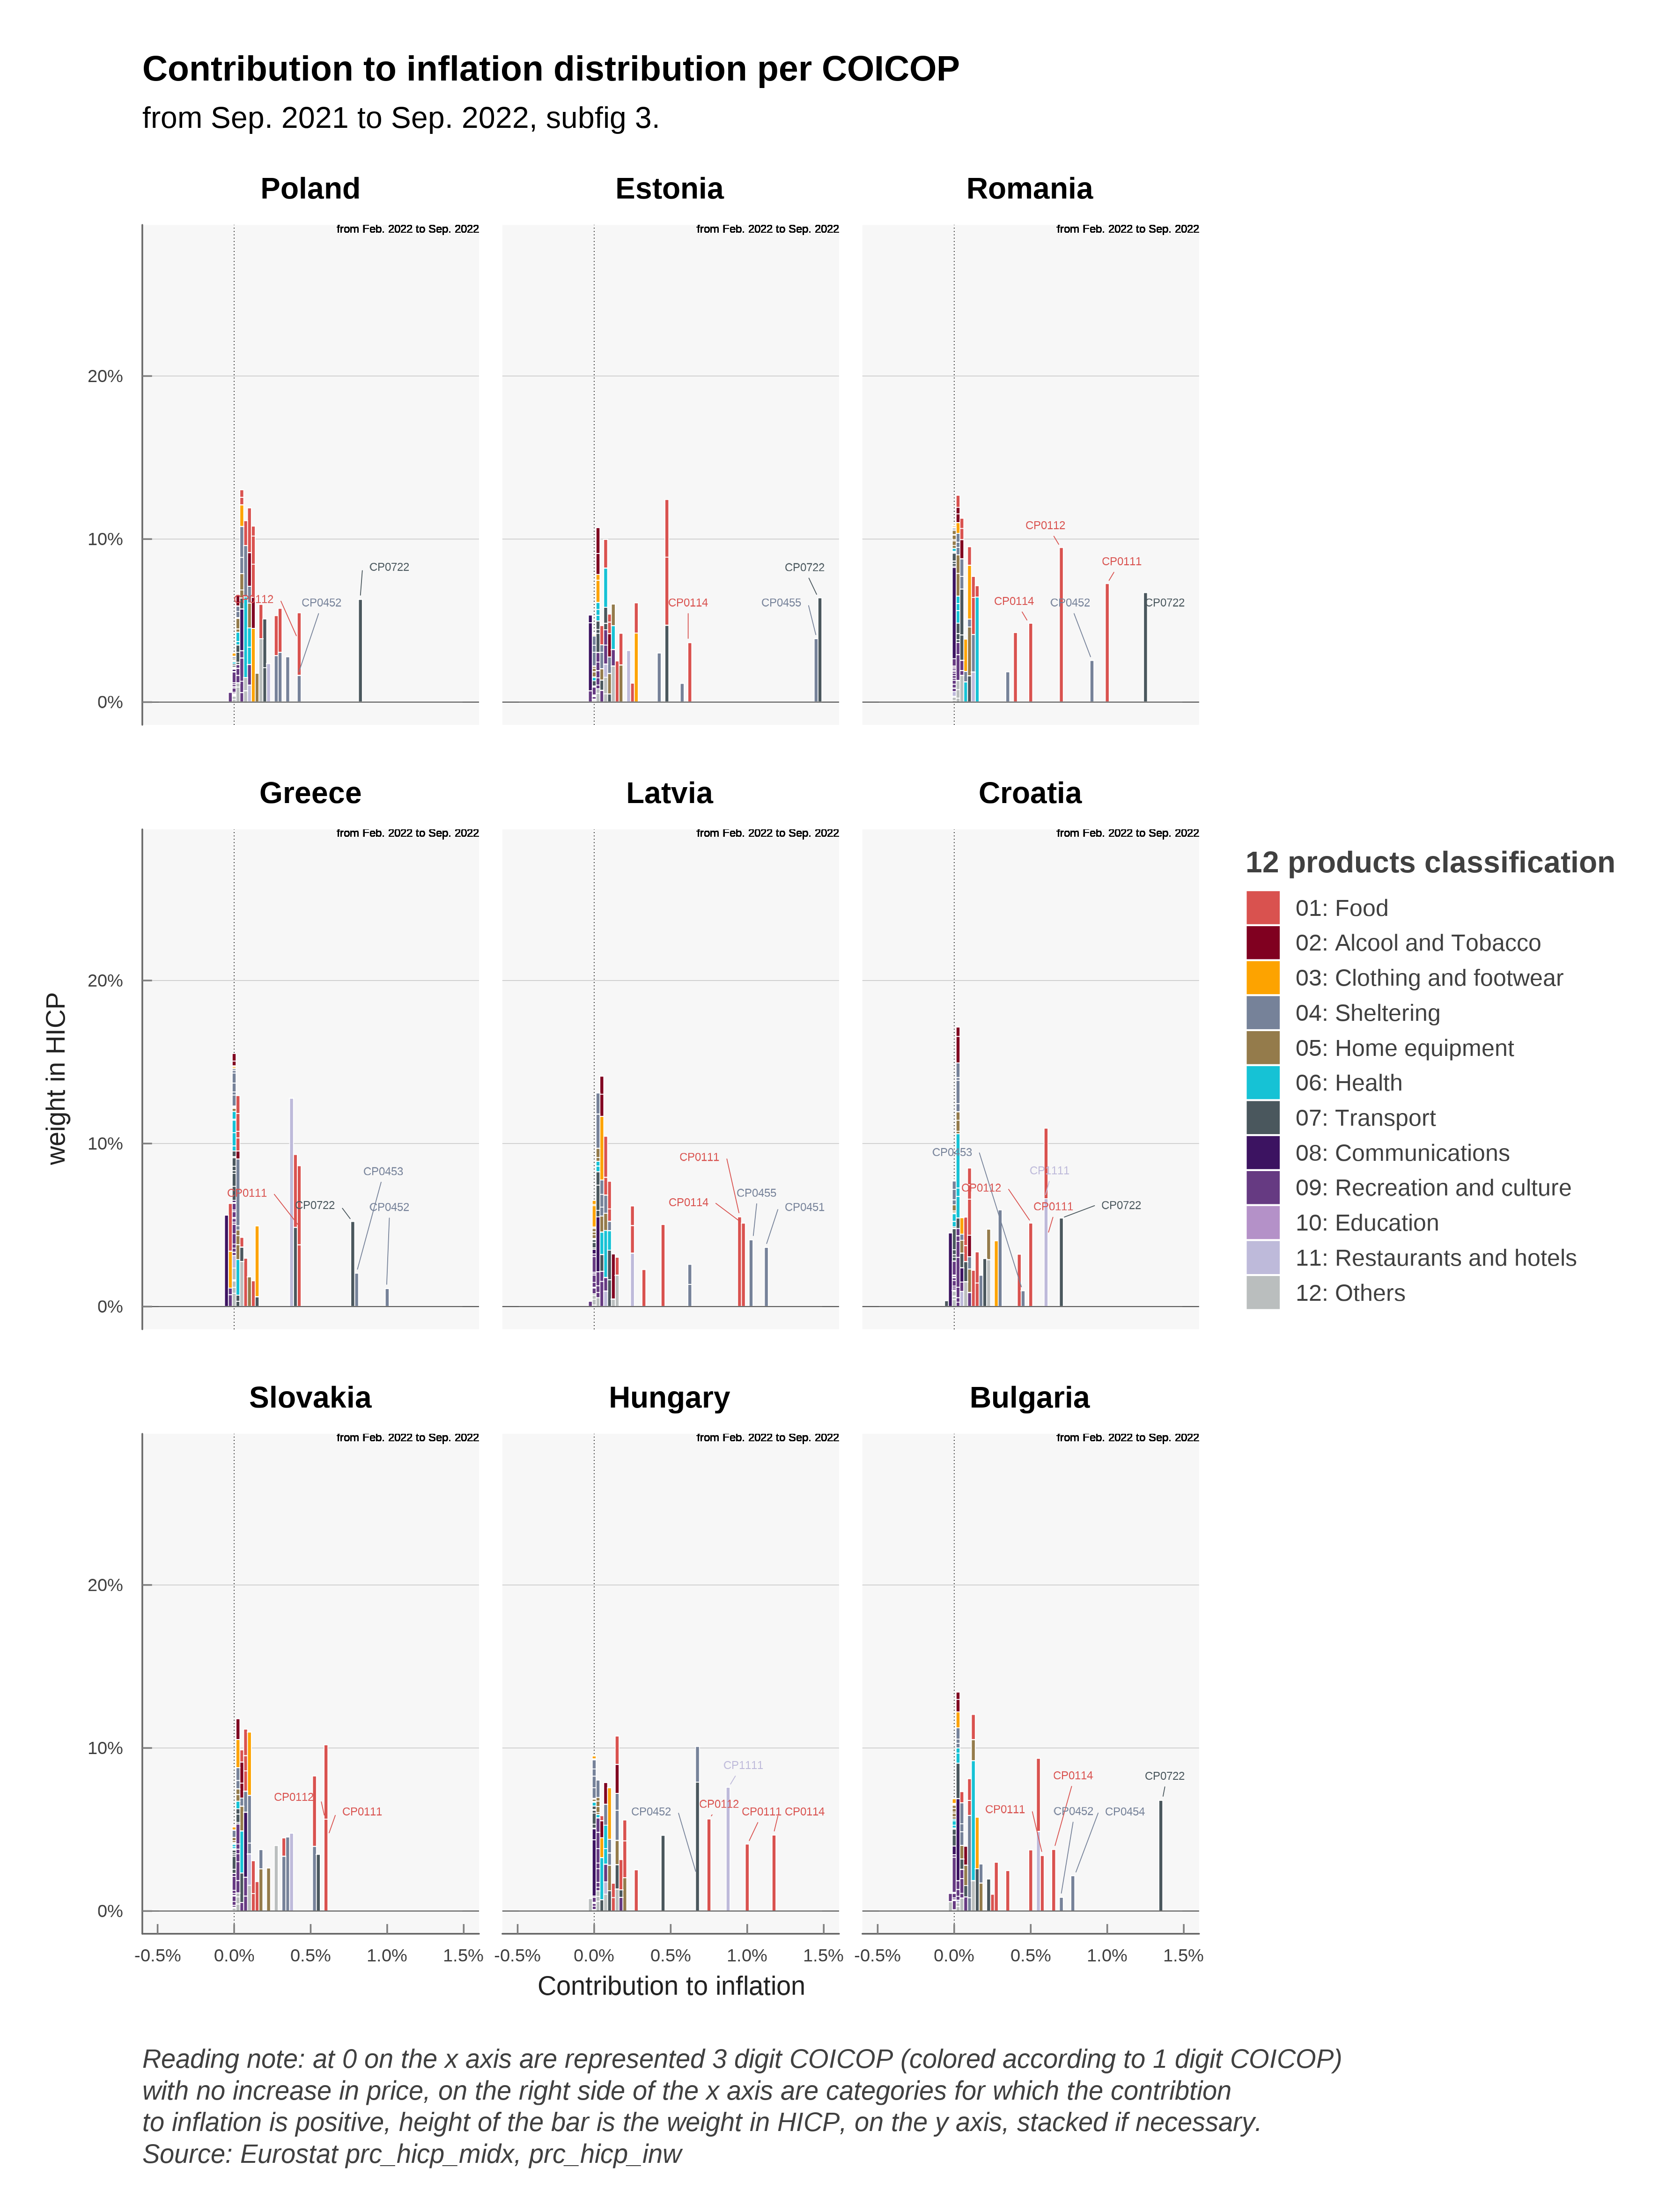 Contribution to inflation distribution per COICOP
from Sep. 2021 to Sep. 2022, subfig 3.
Poland
Estonia
Romania
from Feb. 2022 to Sep. 2022
from Feb. 2022 to Sep. 2022
from Feb. 2022 to Sep. 2022
20%
10%
0%
CP0112
CP0452
CP0722
CP0114
CP0455
CP0722
CP0112
CP0111
CP0114
CP0452
CP0722
Greece
Latvia
Croatia
from Feb. 2022 to Sep. 2022
from Feb. 2022 to Sep. 2022
from Feb. 2022 to Sep. 2022
weight in HICP
20%
10%
0%
CP0111
CP0722
CP0453
CP0452
CP0111
CP0114
CP0455
CP0451
CP0453
CP0112
CP1111
CP0111
CP0722
12 products classification
01: Food
02: Alcool and Tobacco
03: Clothing and footwear
04: Sheltering
05: Home equipment
06: Health
07: Transport
08: Communications
09: Recreation and culture
10: Education
11: Restaurants and hotels
12: Others
Slovakia
Hungary
Bulgaria
from Feb. 2022 to Sep. 2022
from Feb. 2022 to Sep. 2022
from Feb. 2022 to Sep. 2022
20%
10%
0%
CP0112
CP0111
CP0452
CP0112
CP1111
CP0111
CP0114
CP0111
CP0114
CP0452
CP0454
CP0722
-0.5% 0.0% 0.5% 1.0% 1.5%
-0.5% 0.0% 0.5% 1.0% 1.5%
-0.5% 0.0% 0.5% 1.0% 1.5%
Contribution to inflation
Reading note: at 0 on the x axis are represented 3 digit COICOP (colored according to 1 digit COICOP)
with no increase in price, on the right side of the x axis are categories for which the contribtion
to inflation is positive, height of the bar is the weight in HICP, on the y axis, stacked if necessary.
Source: Eurostat prc_hicp_midx, prc_hicp_inw